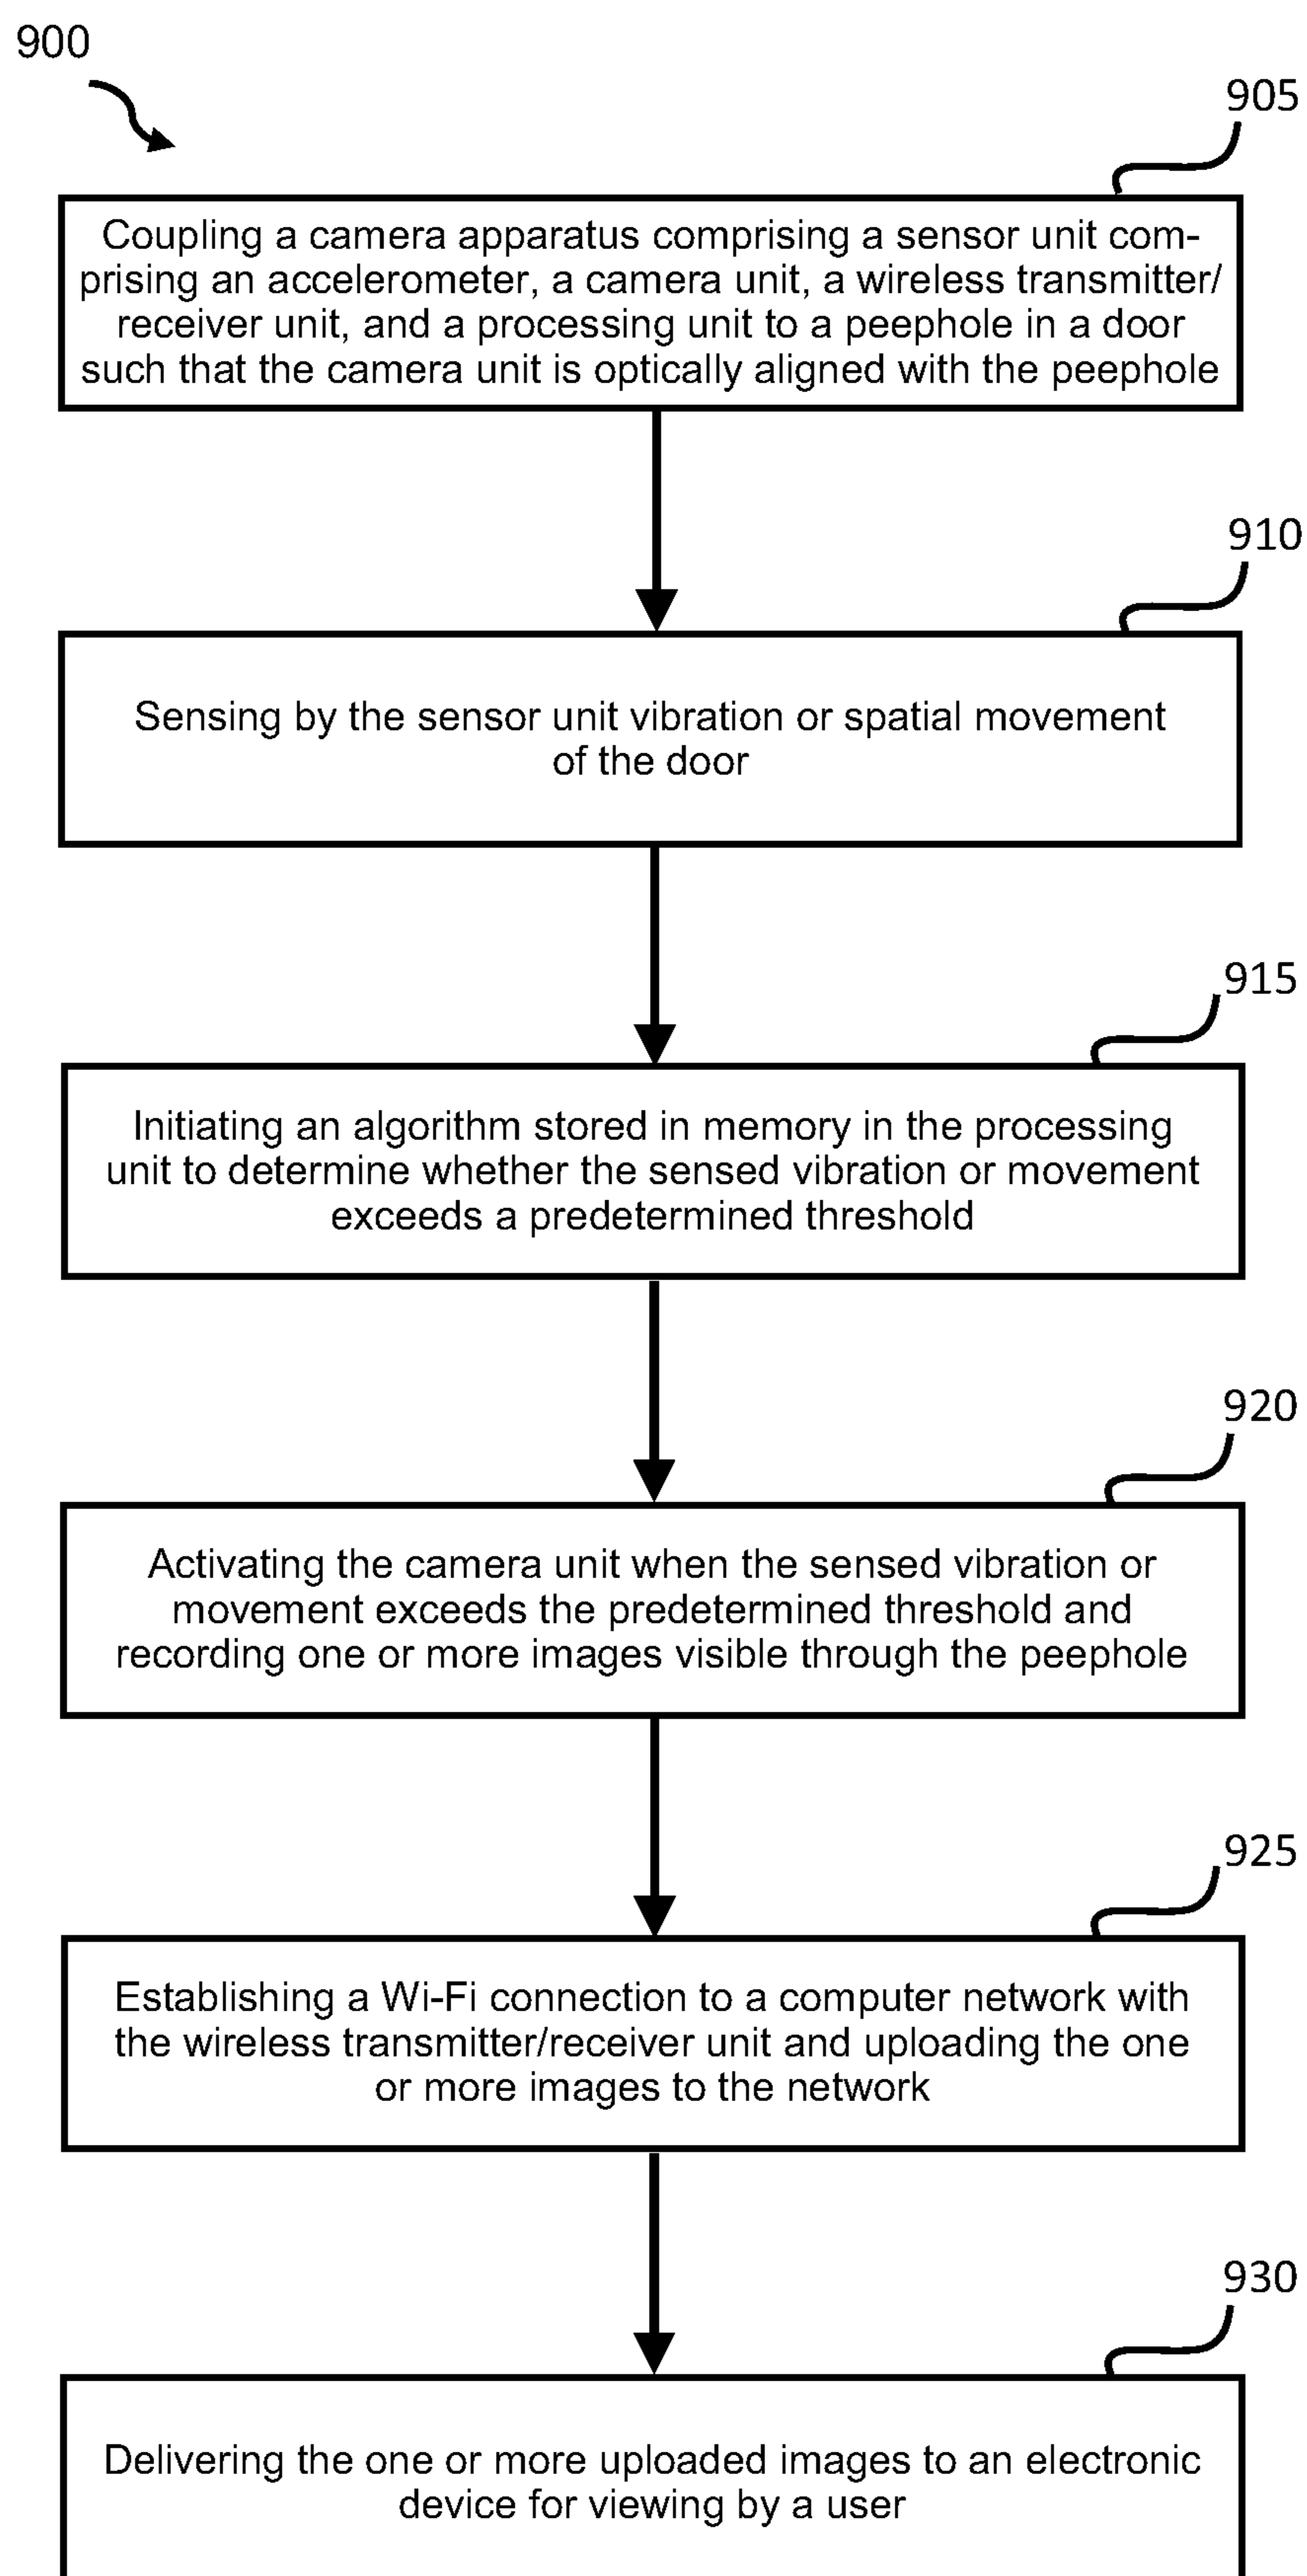 900
905
Coupling a camera apparatus comprising a sensor unit com-
prising an accelerometer, a camera unit, a wireless transmitter/
receiver unit, and a processing unit to a peephole in a door
such that the camera unit is optically aligned with the peephole
910
Sensing by the sensor unit vibration or spatial movement
of the door
915
Initiating an algorithm stored in memory in the processing
unit to determine whether the sensed vibration or movement
exceeds a predetermined threshold
920
Activating the camera unit when the sensed vibration or
movement exceeds the predetermined threshold and
recording one or more images visible through the peephole
925
Establishing a Wi-Fi connection to a computer network with
the wireless transmitter/receiver unit and uploading the one
or more images to the network
930
Delivering the one or more uploaded images to an electronic
device for viewing by a user